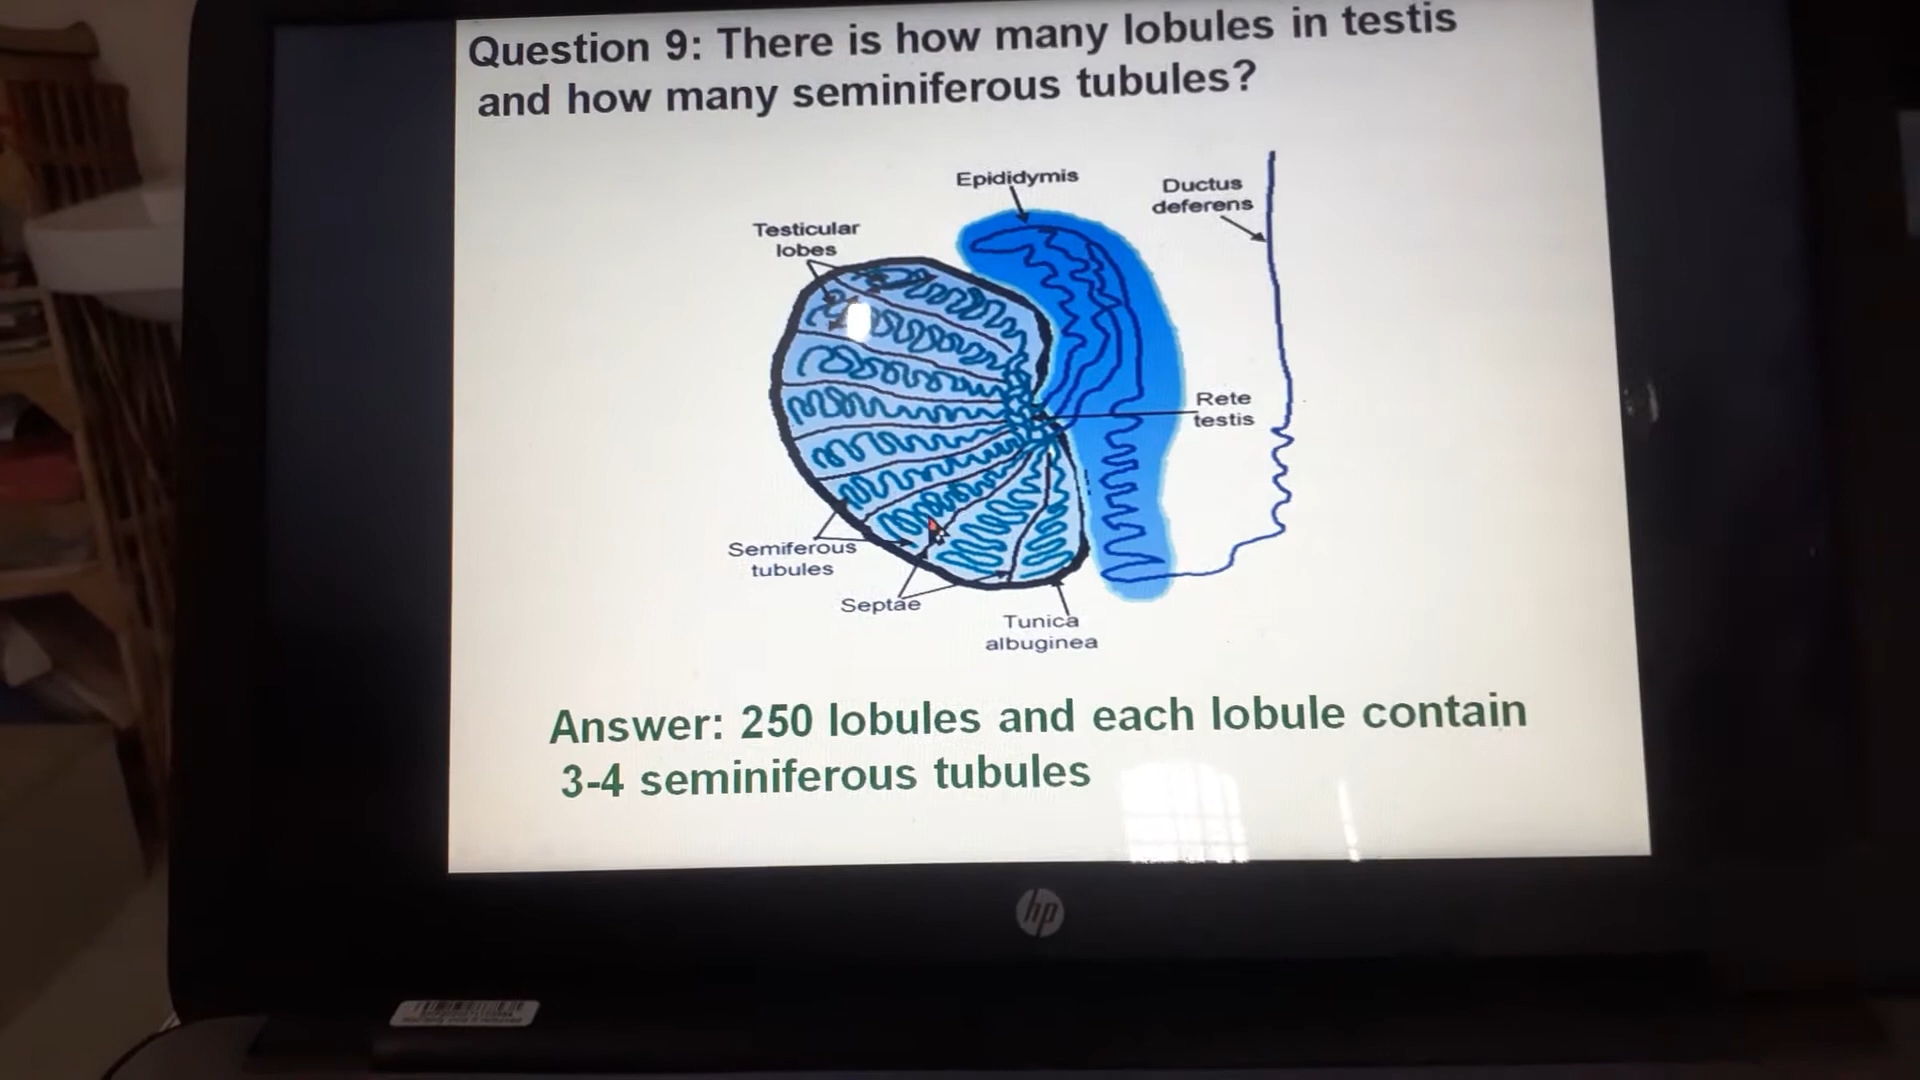 Question 9: There is how many lobules in testis
and how many seminiferous tubules?
Epididymis
Ductus
deferens
Testicular
lobes
Rete
testis
Semiferous
tubules
Septae
Tunica
albuginea
Answer: 250 lobules and each lobule contain
3-4 seminiferous tubules
hp